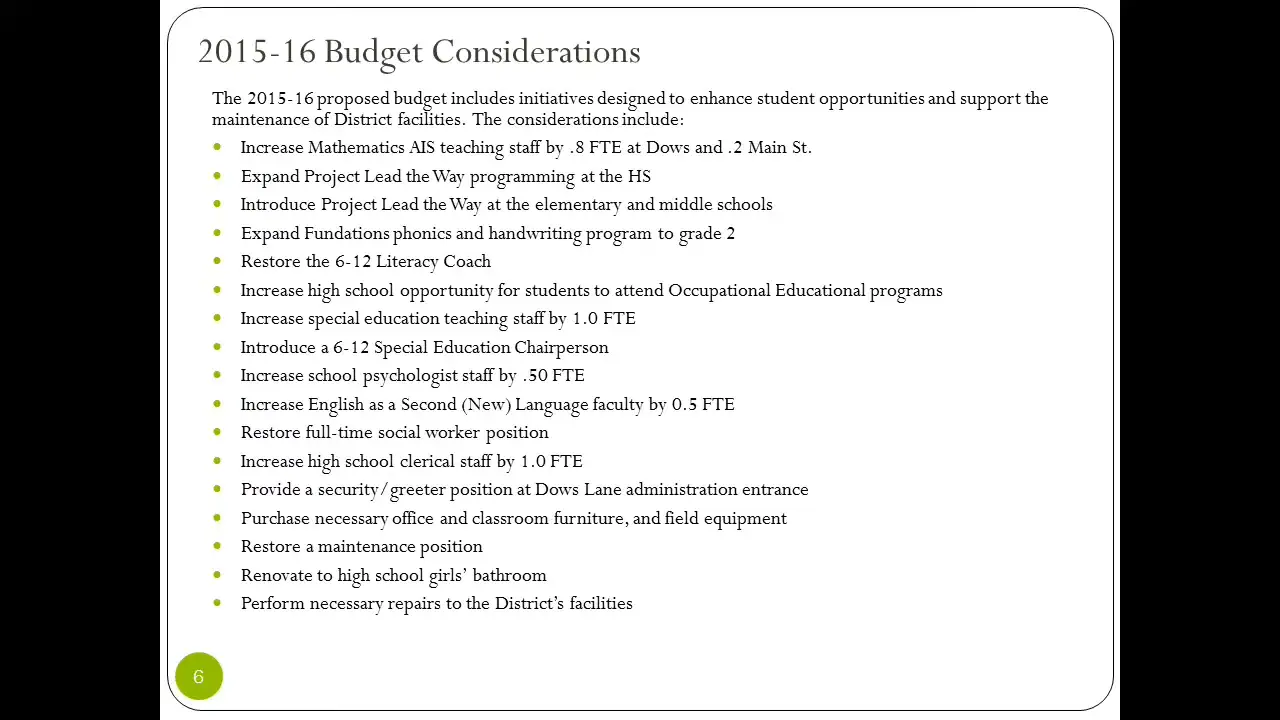 2015-16 Budget Considerations
The 2015-16 proposed budget includes initiatives designed to enhance student opportunities and support the
maintenance of District facilities. The considerations include:
• Increase Mathematics AIS teaching staff by .8 FTE at Dows and .2 Main St.
• Expand Project Lead the Way programming at the HS
• Introduce Project Lead the Way at the elementary and middle schools
• Expand Fundations phonics and handwriting program to grade 2
• Restore the 6-12 Literacy Coach
• Increase high school opportunity for students to attend Occupational Educational programs
• Increase special education teaching staff by 1.0 FTE
• Introduce a 6-12 Special Education Chairperson
• Increase school psychologist staff by .50 FTE
• Increase English as a Second (New) Language faculty by 0.5 FTE
• Restore full-time social worker position
• Increase high school clerical staff by 1.0 FTE
• Provide a security/greeter position at Dows Lane administration entrance
• Purchase necessary office and classroom furniture, and field equipment
• Restore a maintenance position
• Renovate to high school girls’ bathroom
• Perform necessary repairs to the District’s facilities
6